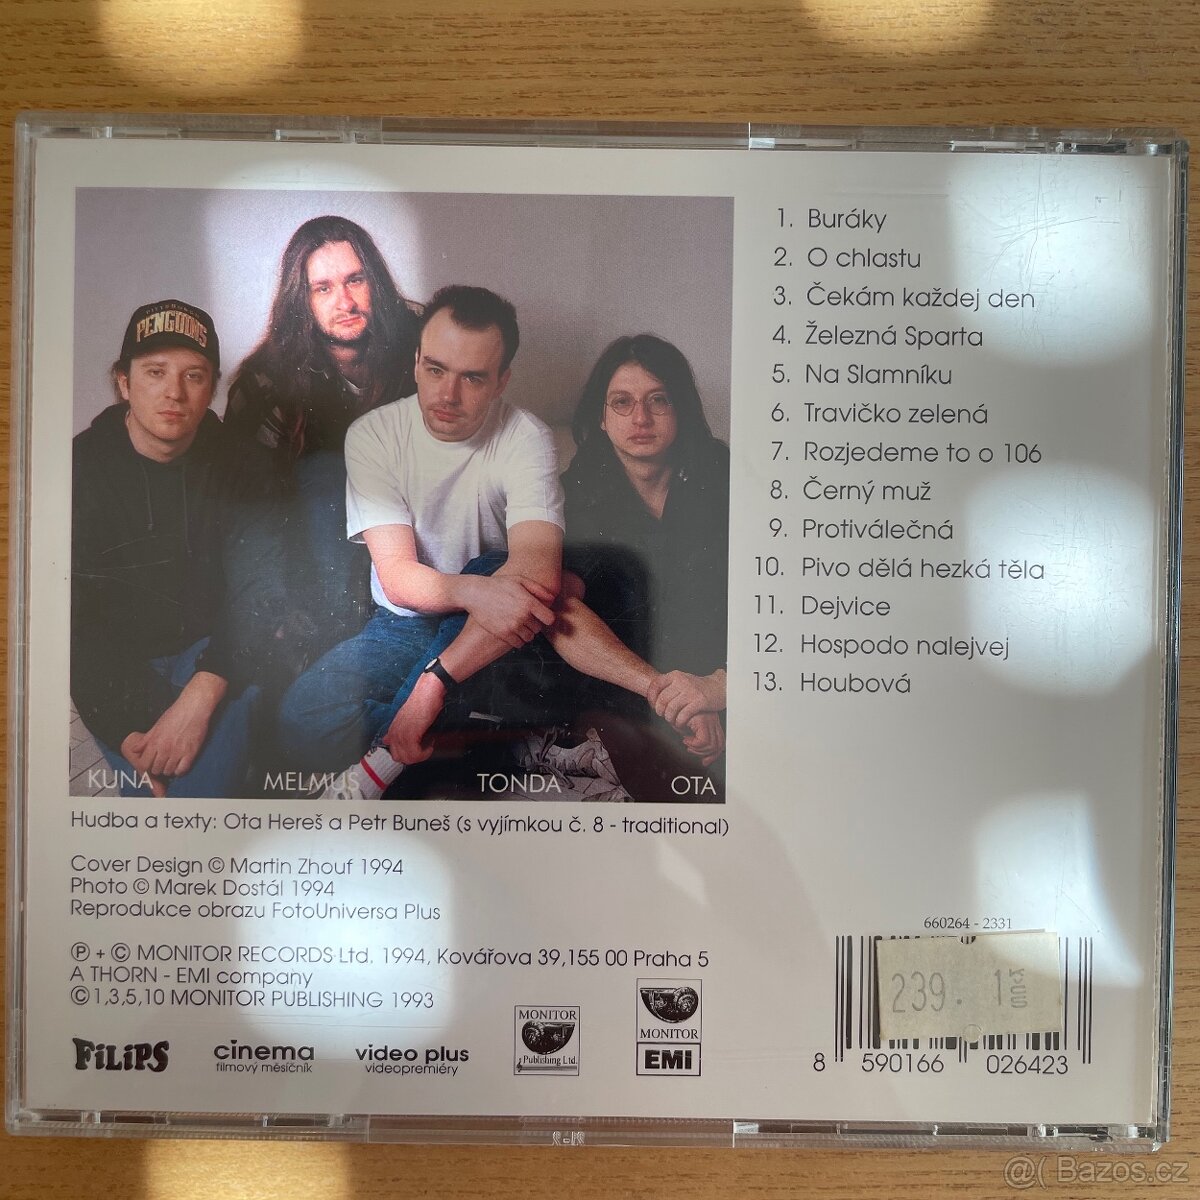 PITTSBURGH
PENGUINS
KUNA
MELMUS
TONDA
OTA
1. Buráky
2. O chlastu
3. Čekám každej den
4. Železná Sparta
5. Na Slamníku
6. Travičko zelená
7. Rozjedeme to o 106
8. Černý muž
9. Protiválečná
10. Pivo dělá hezká těla
11. Dejvice
12. Hospodo nalejvej
13. Houbová
Hudba a texty: Ota Hereš a Petr Buneš (s vyjímkou č. 8 - traditional)
Cover Design © Martin Zhouf 1994
Photo © Marek Dostál 1994
Reprodukce obrazu FotoUniversa Plus
℗ + © MONITOR RECORDS Ltd. 1994, Kovářova 39, 155 00 Praha 5
A THORN - EMI company
© 1,3,5,10 MONITOR PUBLISHING 1993
FiLiPS
cinema
filmový měsíčník
video plus
videopremiéry
MONITOR
Publishing Ltd.
MONITOR
EMI
660264 - 2331
239. 1 KUS
8 590166 026423
@( Bazos.cz